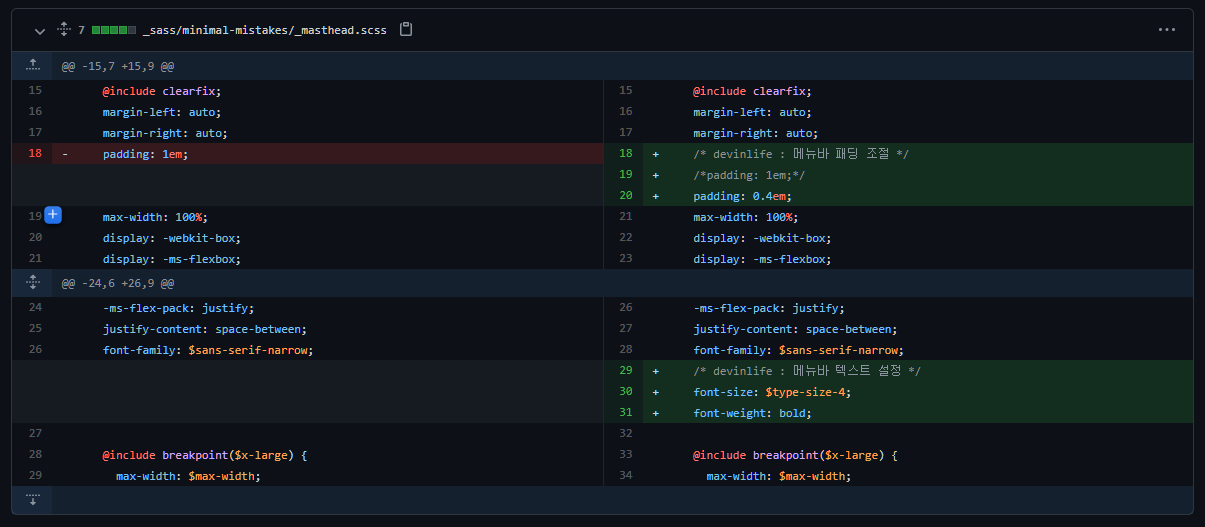 7 _sass/minimal-mistakes/_masthead.scss
@@ -15,7 +15,9 @@
15 @include clearfix; 15 @include clearfix;
16 margin-left: auto; 16 margin-left: auto;
17 margin-right: auto; 17 margin-right: auto;
18 - padding: 1em; 18 + /* devinlife : 메뉴바 패딩 조절 */
19 + /*padding: 1em;*/
20 + padding: 0.4em;
19 max-width: 100%; 21 max-width: 100%;
20 display: -webkit-box; 22 display: -webkit-box;
21 display: -ms-flexbox; 23 display: -ms-flexbox;
@@ -24,6 +26,9 @@
24 -ms-flex-pack: justify; 26 -ms-flex-pack: justify;
25 justify-content: space-between; 27 justify-content: space-between;
26 font-family: $sans-serif-narrow; 28 font-family: $sans-serif-narrow;
29 + /* devinlife : 메뉴바 텍스트 설정 */
30 + font-size: $type-size-4;
31 + font-weight: bold;
27 32
28 @include breakpoint($x-large) { 33 @include breakpoint($x-large) {
29 max-width: $max-width; 34 max-width: $max-width;